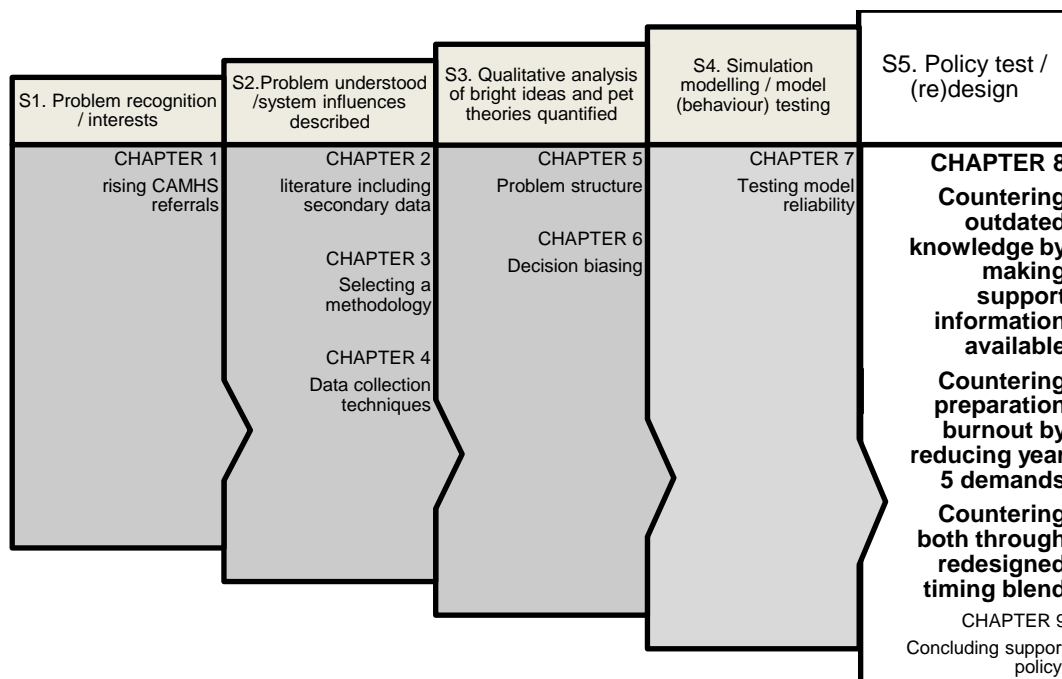 S1. Problem recognition
/ interests
S2.Problem understood
/system influences
described
S3. Qualitative analysis
of bright ideas and pet
theories quantified
S4. Simulation
modelling / model
(behaviour) testing
S5. Policy test /
(re)design
CHAPTER 1
rising CAMHS
referrals
CHAPTER 2
literature including
secondary data
CHAPTER 3
Selecting a
methodology
CHAPTER 4
Data collection
techniques
CHAPTER 5
Problem structure
CHAPTER 6
Decision biasing
CHAPTER 7
Testing model
reliability
CHAPTER 8
Countering
outdated
knowledge by
making
support
information
available
Countering
preparation
burnout by
reducing year
5 demands
Countering
both through
redesigned
timing blend
CHAPTER 9
Concluding support
policy